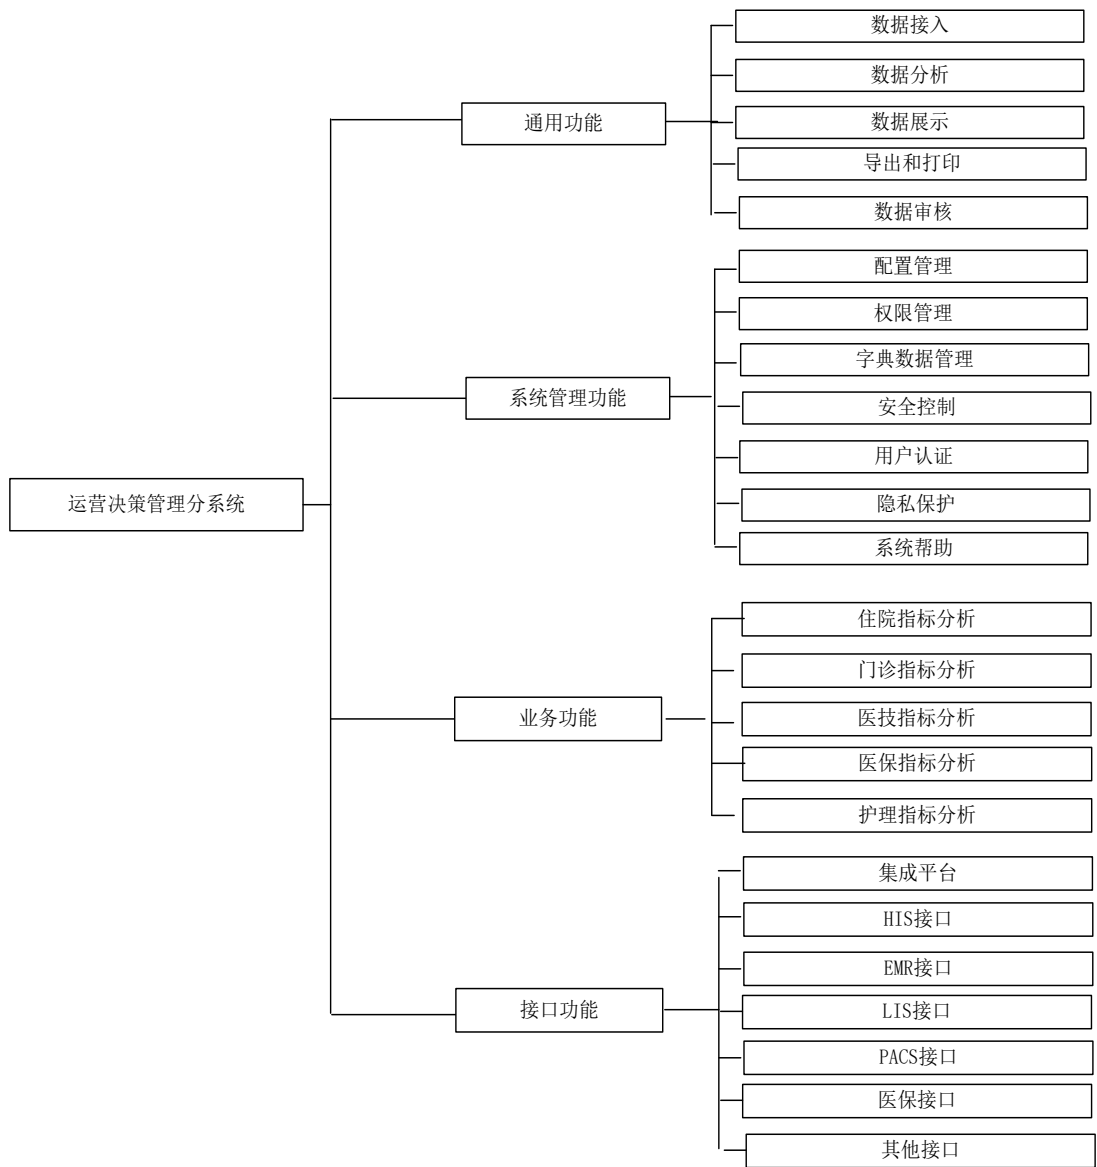 运营决策管理分系统
通用功能
数据接入
数据分析
数据展示
导出和打印
数据审核
系统管理功能
配置管理
权限管理
字典数据管理
安全控制
用户认证
隐私保护
系统帮助
业务功能
住院指标分析
门诊指标分析
医技指标分析
医保指标分析
护理指标分析
接口功能
集成平台
HIS接口
EMR接口
LIS接口
PACS接口
医保接口
其他接口